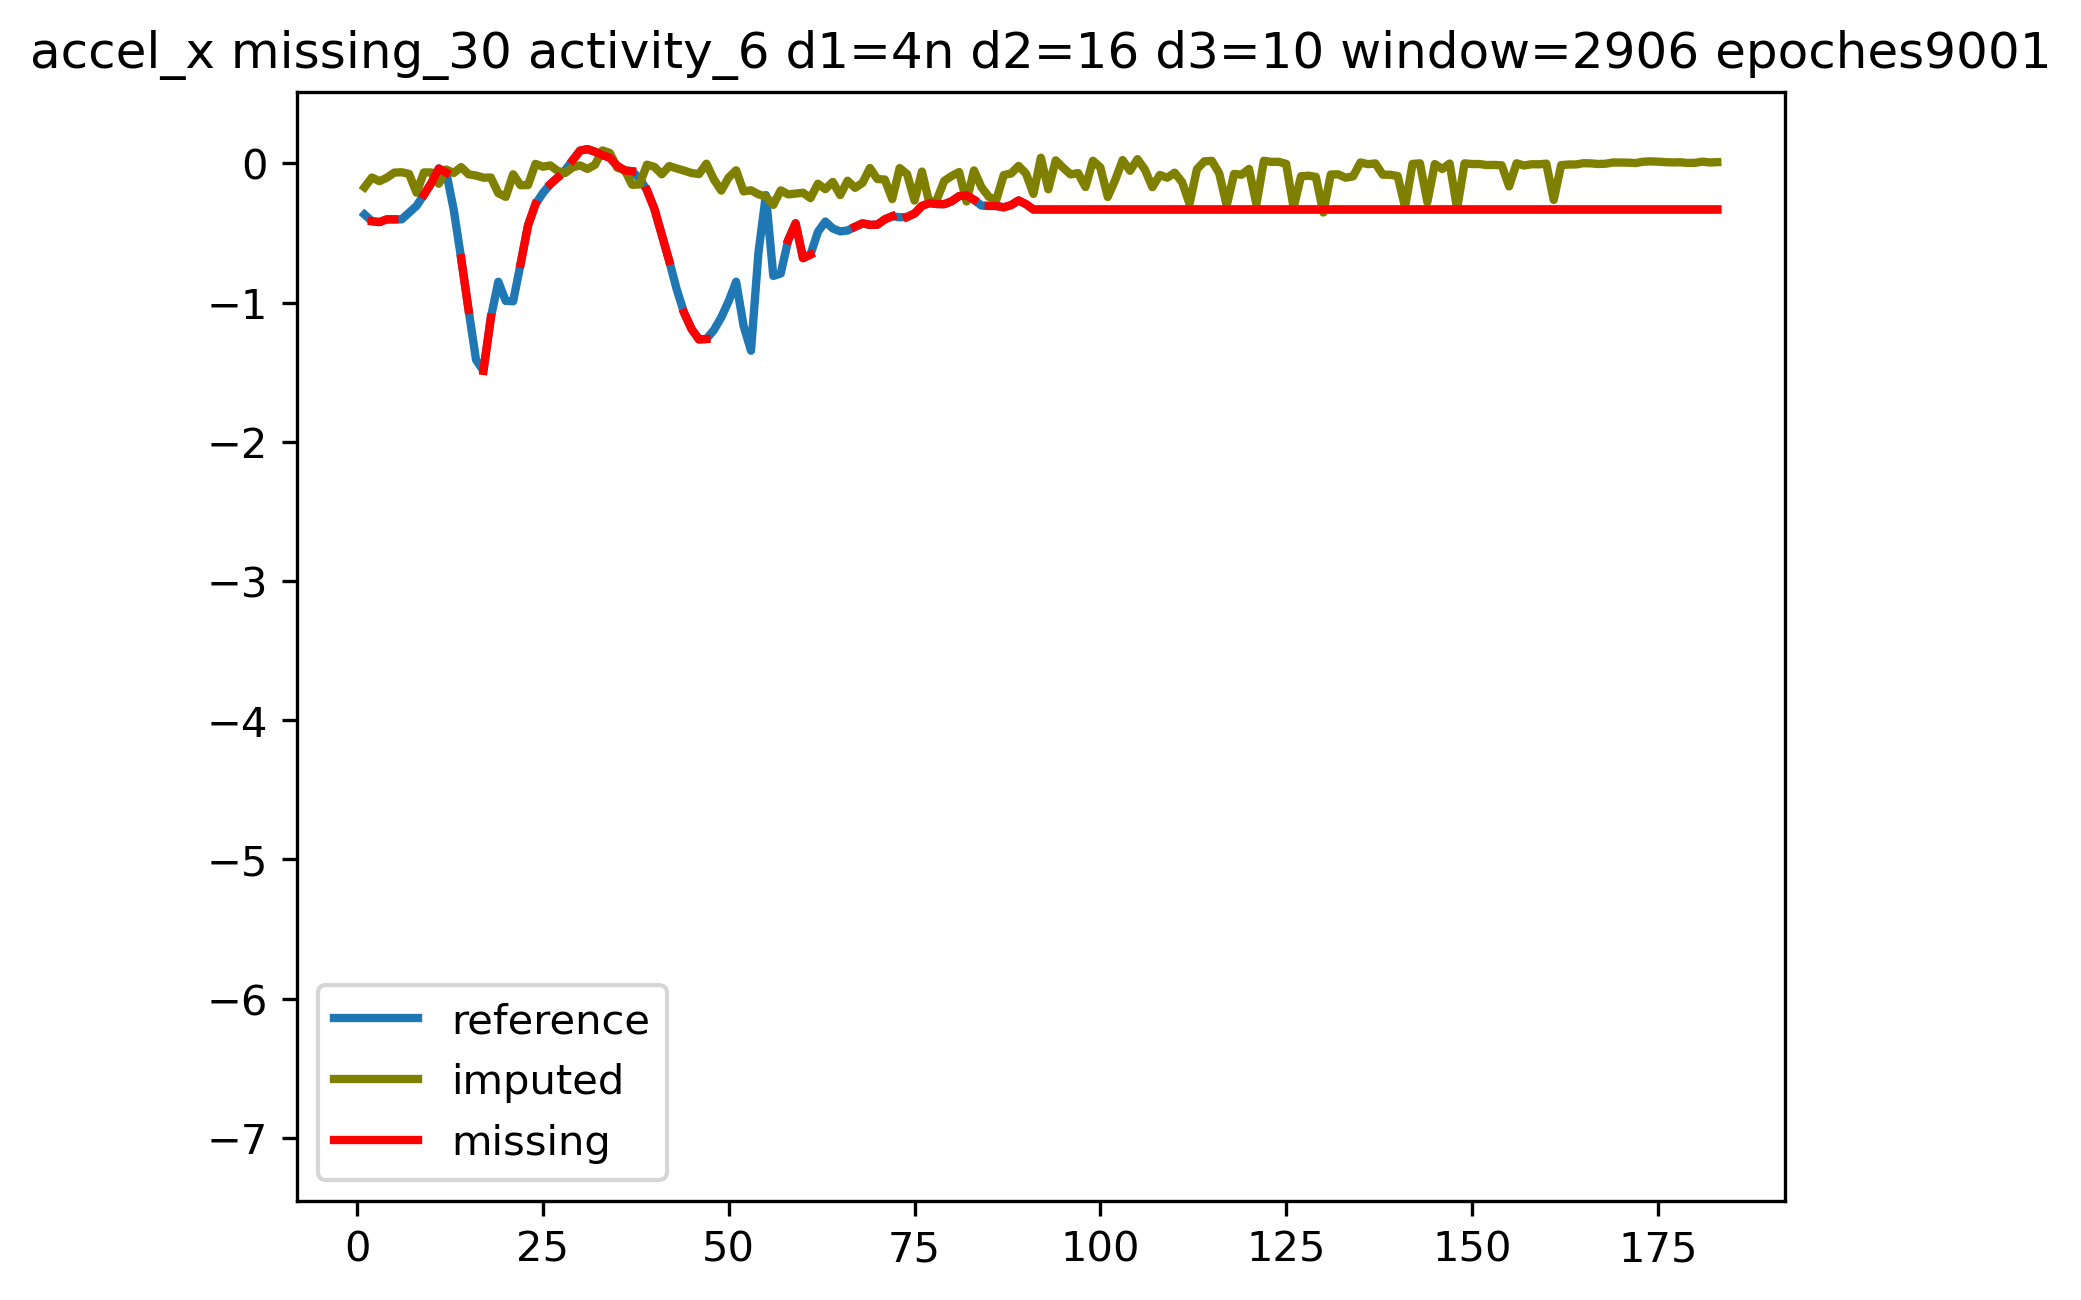 accel_x missing_30 activity_6 d1=4n d2=16 d3=10 window=2906 epoches9001
0
−1
−2
−3
−4
−5
−6
−7
reference
imputed
missing
0 25 50 75 100 125 150 175